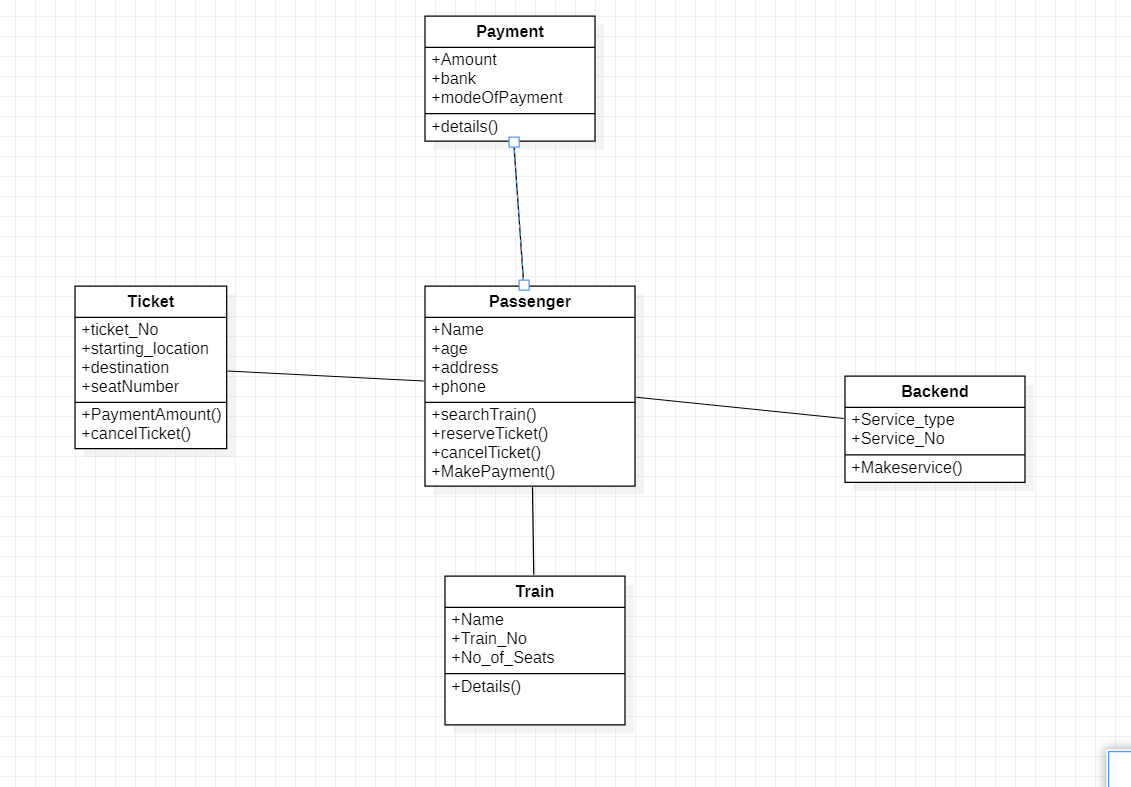 Payment
+Amount
+bank
+modeOfPayment
+details()
Ticket
+ticket_No
+starting_location
+destination
+seatNumber
+PaymentAmount()
+cancelTicket()
Passenger
+Name
+age
+address
+phone
+searchTrain()
+reserveTicket()
+cancelTicket()
+MakePayment()
Backend
+Service_type
+Service_No
+Makeservice()
Train
+Name
+Train_No
+No_of_Seats
+Details()